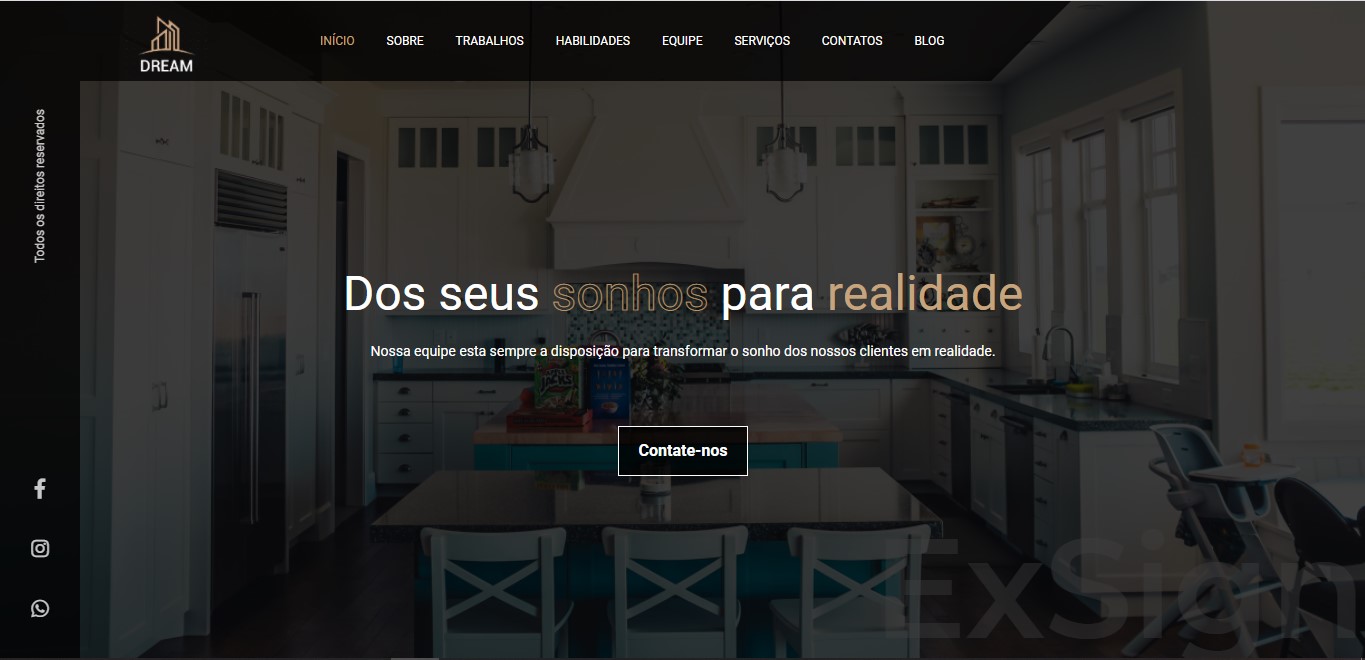 DREAM
INÍCIO SOBRE TRABALHOS HABILIDADES EQUIPE SERVIÇOS CONTATOS BLOG
Todos os direitos reservados
Dos seus sonhos para realidade
Nossa equipe esta sempre a disposição para transformar o sonho dos nossos clientes em realidade.
JACKS
Contate-nos
ExSign